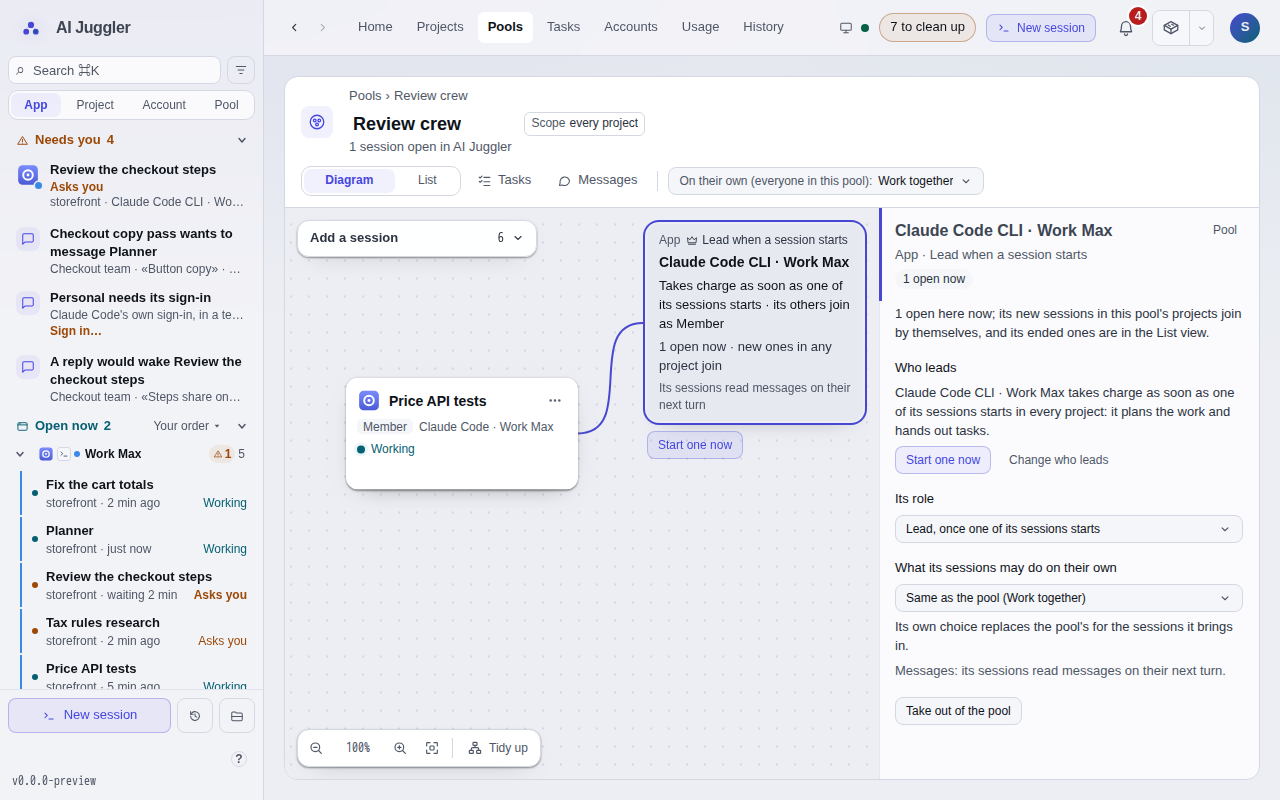 AI Juggler
Search ⌘K
App Project Account Pool
Needs you 4
Review the checkout steps
Asks you
storefront · Claude Code CLI · Wo…
Checkout copy pass wants to
message Planner
Checkout team · «Button copy» · …
Personal needs its sign-in
Claude Code's own sign-in, in a te…
Sign in…
A reply would wake Review the
checkout steps
Checkout team · «Steps share on…
Open now 2 Your order
Work Max 1 5
Fix the cart totals
storefront · 2 min ago Working
Planner
storefront · just now Working
Review the checkout steps
storefront · waiting 2 min Asks you
Tax rules research
storefront · 2 min ago Asks you
Price API tests
storefront · 5 min ago Working
New session
?
v0.0.0-preview
Home Projects Pools Tasks Accounts Usage History
7 to clean up
New session
4
S
Pools › Review crew
Review crew
Scope every project
1 session open in AI Juggler
Diagram List Tasks Messages
On their own (everyone in this pool): Work together
Add a session 6
Price API tests
Member Claude Code · Work Max
Working
App Lead when a session starts
Claude Code CLI · Work Max
Takes charge as soon as one of
its sessions starts · its others join
as Member
1 open now · new ones in any
project join
Its sessions read messages on their
next turn
Start one now
100%
Tidy up
Claude Code CLI · Work Max Pool
App · Lead when a session starts
1 open now
1 open here now; its new sessions in this pool's projects join
by themselves, and its ended ones are in the List view.
Who leads
Claude Code CLI · Work Max takes charge as soon as one
of its sessions starts in every project: it plans the work and
hands out tasks.
Start one now Change who leads
Its role
Lead, once one of its sessions starts
What its sessions may do on their own
Same as the pool (Work together)
Its own choice replaces the pool's for the sessions it brings
in.
Messages: its sessions read messages on their next turn.
Take out of the pool